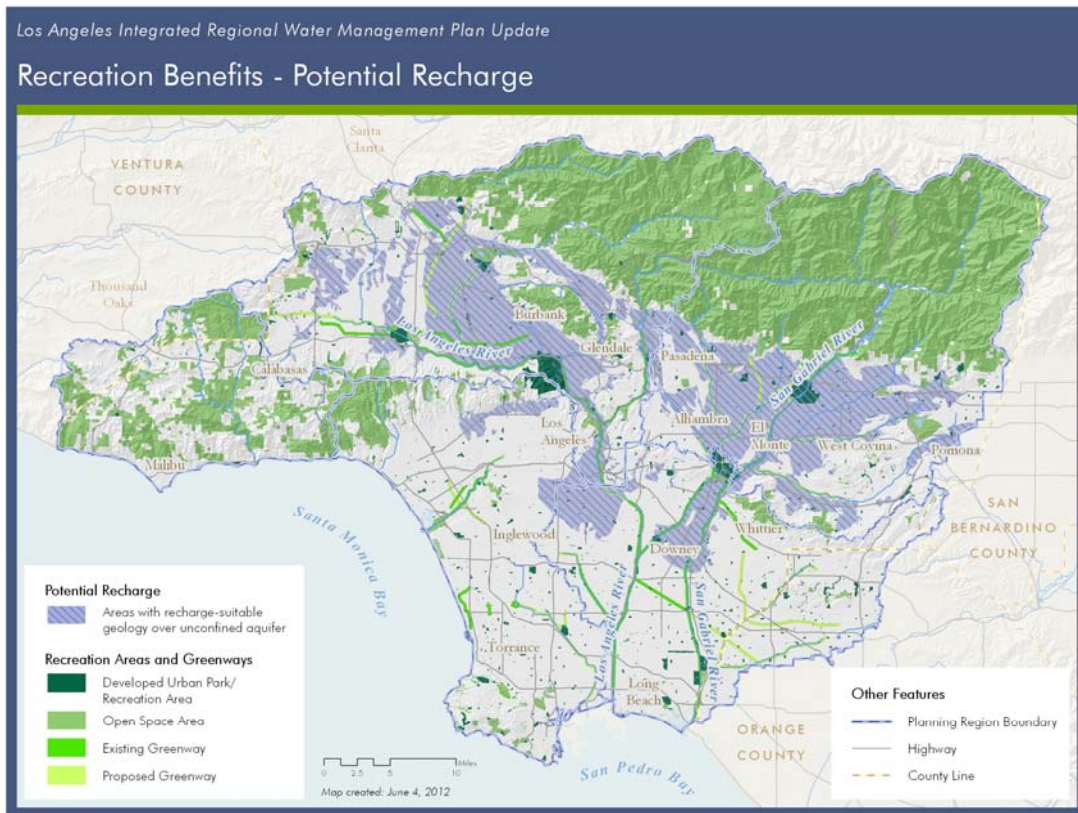 Los Angeles Integrated Regional Water Management Plan Update
Recreation Benefits - Potential Recharge
Santa
Clarita
VENTURA
COUNTY
Thousand
Oaks
Burbank
Los Angeles River
Glendale
Pasadena
San Gabriel River
Calabasas
Alhambra
El
Monte
Los
Angeles
West Covina
Pomona
Malibu
SAN
BERNARDINO
COUNTY
Santa Monica Bay
Inglewood
Whittier
Downey
Los Angeles River
San Gabriel River
Torrance
Long
Beach
ORANGE
COUNTY
San Pedro Bay
Potential Recharge
Areas with recharge-suitable
geology over unconfined aquifer
Recreation Areas and Greenways
Developed Urban Park/
Recreation Area
Open Space Area
Existing Greenway
Proposed Greenway
0 2.5 5 10
Miles
Map created: June 4, 2012
Other Features
Planning Region Boundary
Highway
County Line